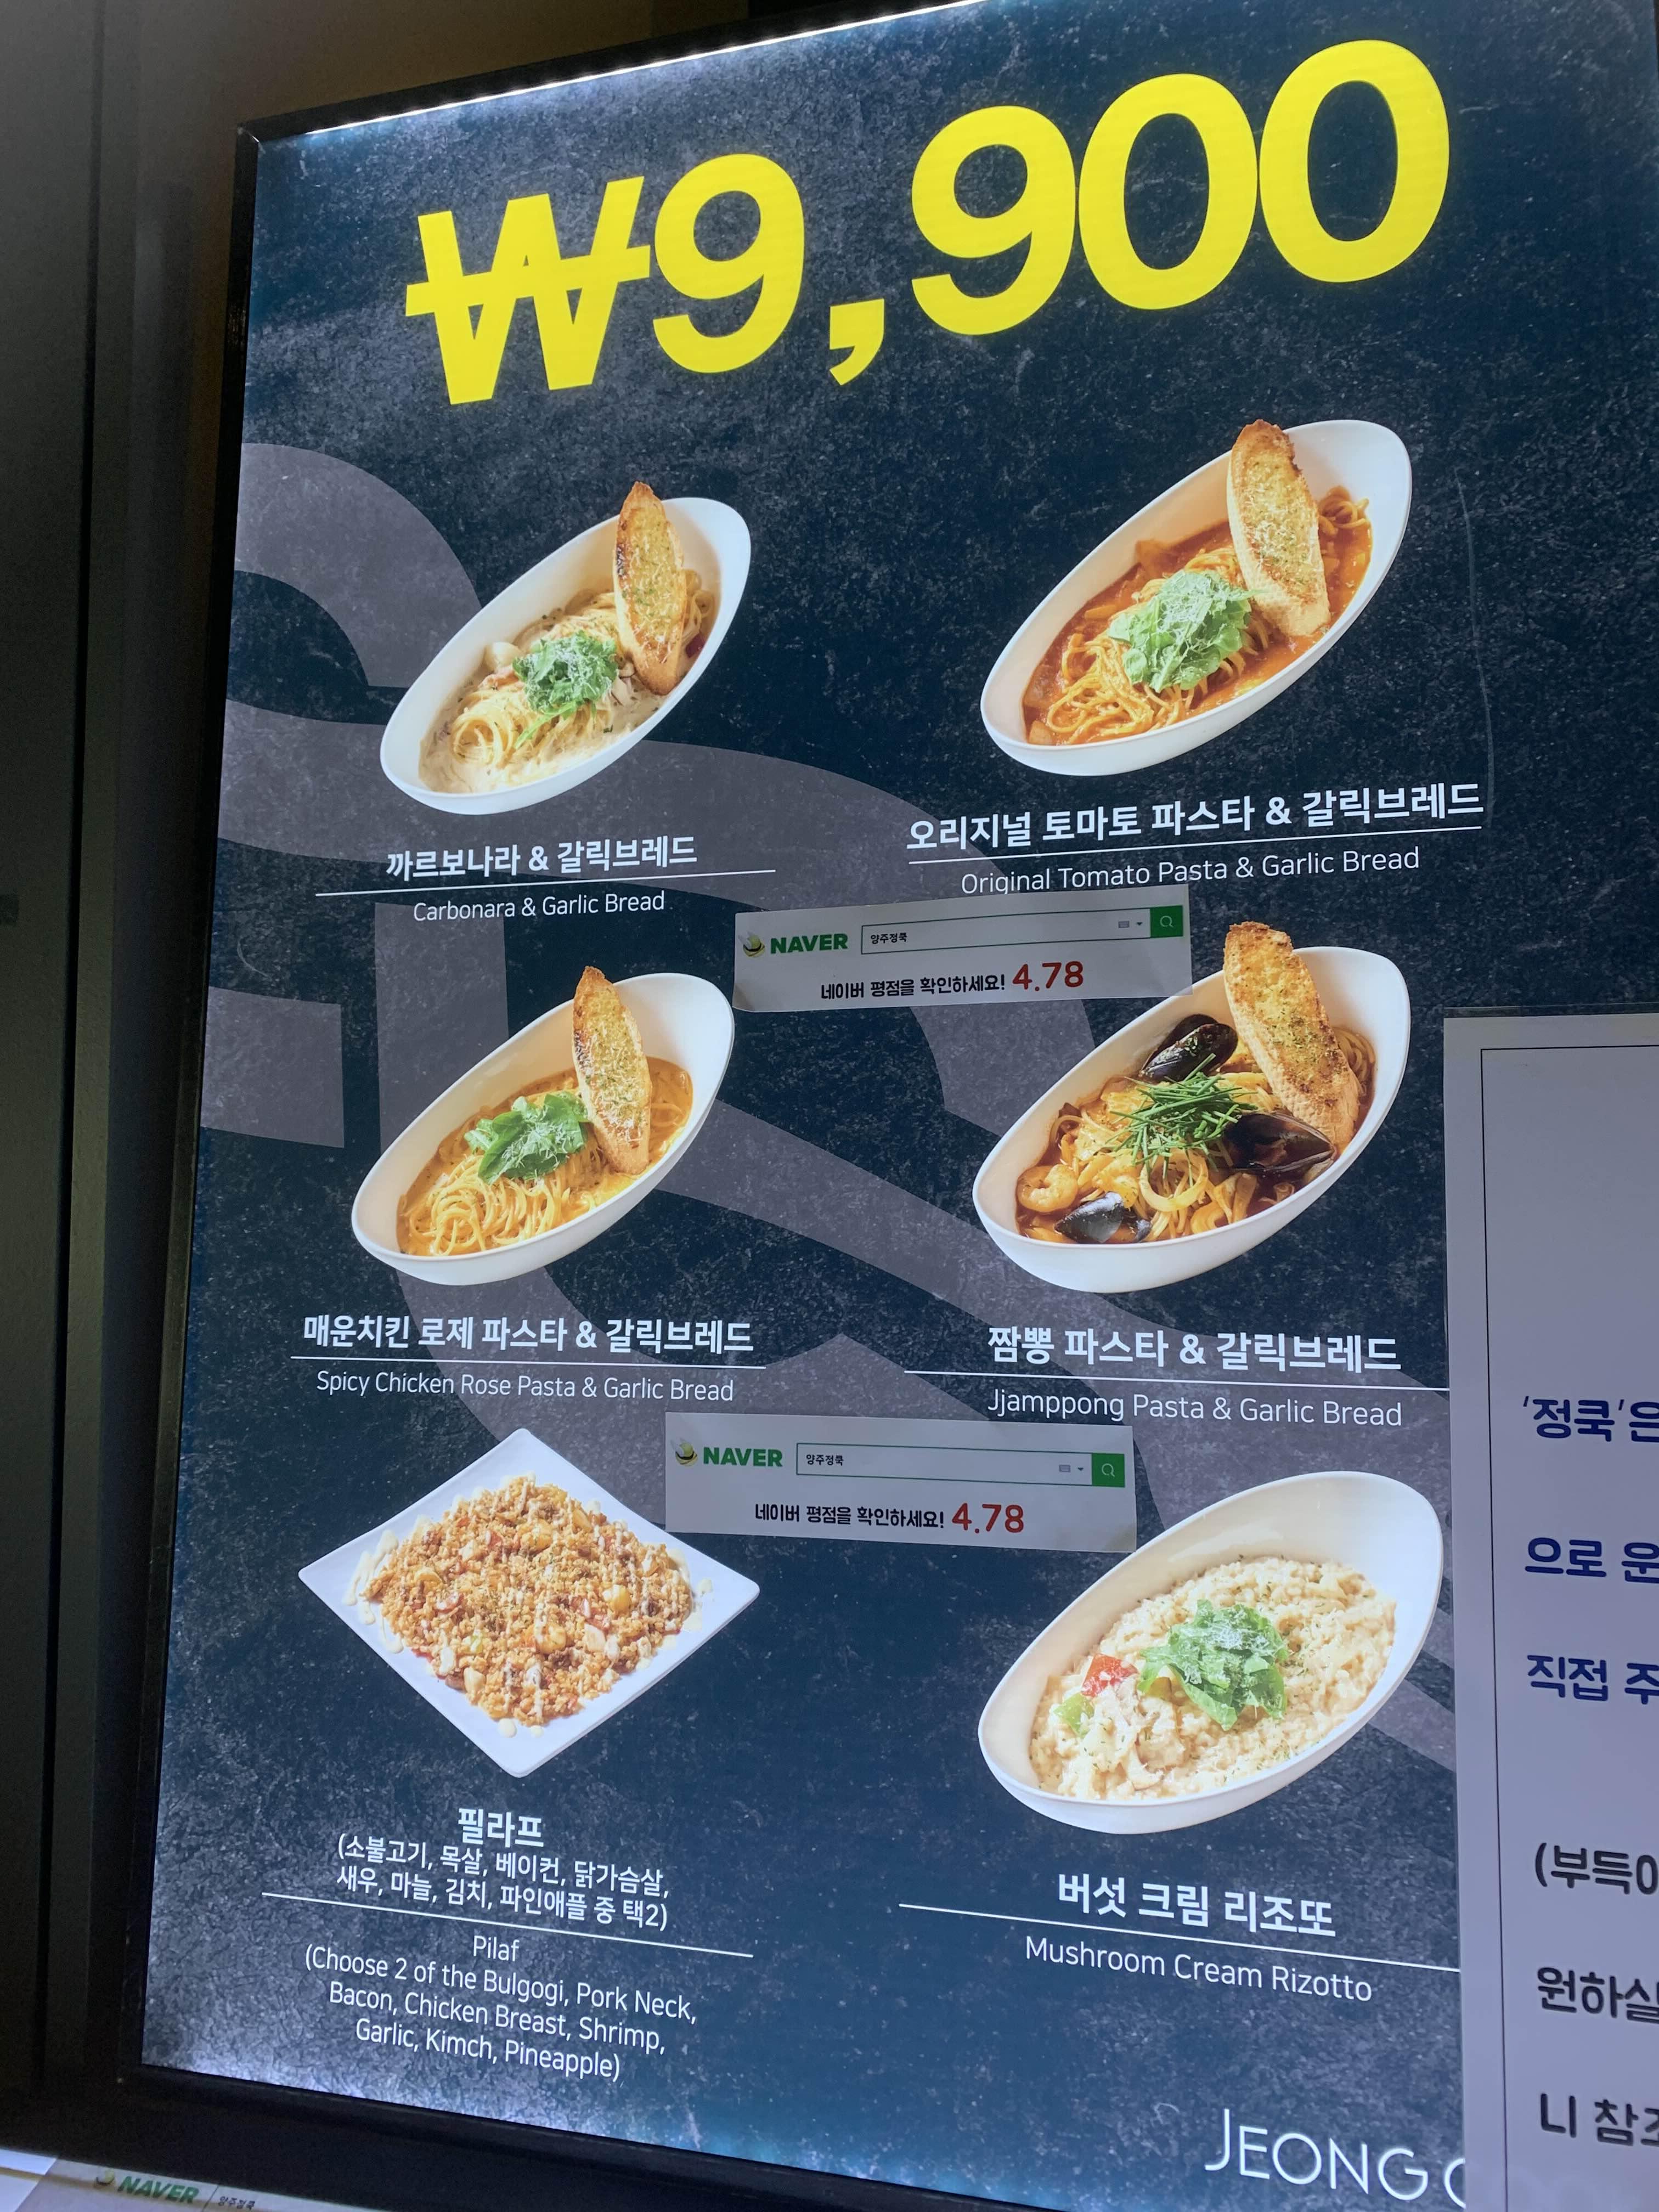 ₩9,900
까르보나라 & 갈릭브레드
Carbonara & Garlic Bread
오리지널 토마토 파스타 & 갈릭브레드
Original Tomato Pasta & Garlic Bread
NAVER 양주정쿡
네이버 평점을 확인하세요! 4.78
매운치킨 로제 파스타 & 갈릭브레드
Spicy Chicken Rose Pasta & Garlic Bread
짬뽕 파스타 & 갈릭브레드
Jjamppong Pasta & Garlic Bread
NAVER 양주정쿡
네이버 평점을 확인하세요! 4.78
필라프
(소불고기, 목살, 베이컨, 닭가슴살,
새우, 마늘, 김치, 파인애플 중 택2)
Pilaf
(Choose 2 of the Bulgogi, Pork Neck,
Bacon, Chicken Breast, Shrimp,
Garlic, Kimch, Pineapple)
버섯 크림 리조또
Mushroom Cream Rizotto
JEONG
'정쿡'은
으로 운
직접 주
(부득이
원하실
니 참조
NAVER 양주정쿡